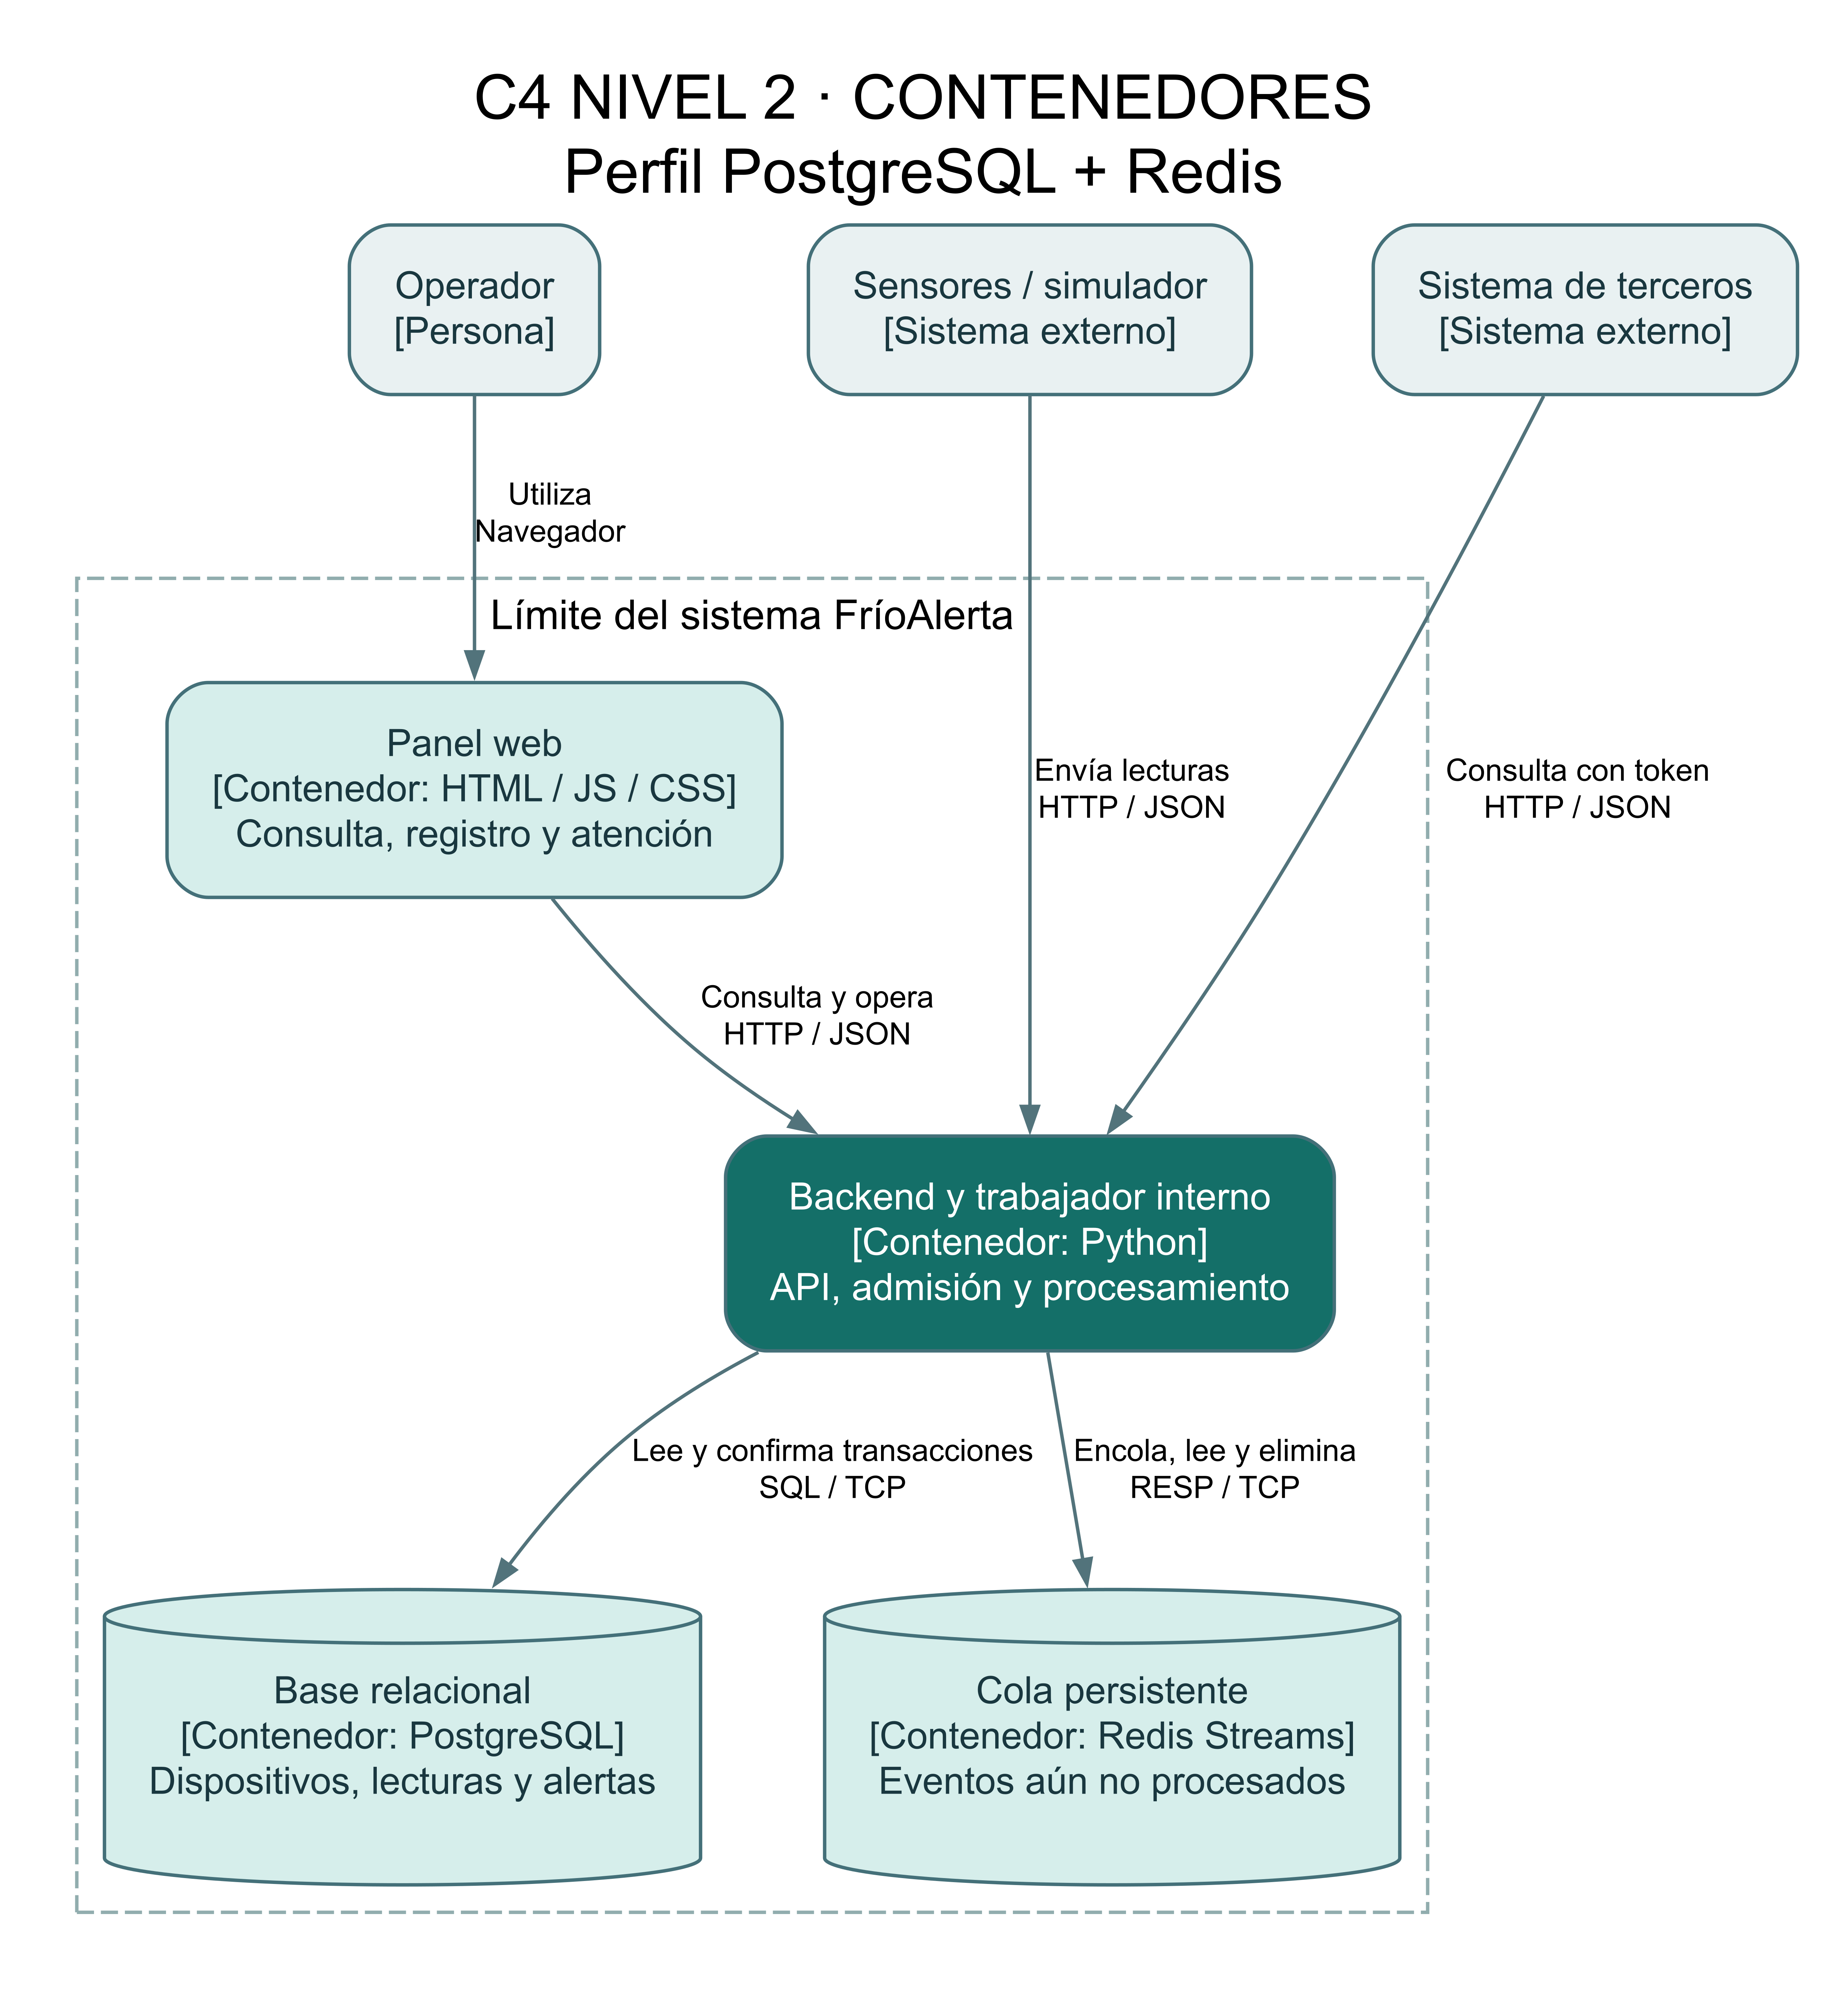 C4 NIVEL 2 · CONTENEDORES
Perfil PostgreSQL + Redis
Operador
[Persona]
Sensores / simulador
[Sistema externo]
Sistema de terceros
[Sistema externo]
Utiliza
Navegador
Límite del sistema FríoAlerta
Panel web
[Contenedor: HTML / JS / CSS]
Consulta, registro y atención
Envía lecturas
HTTP / JSON
Consulta con token
HTTP / JSON
Consulta y opera
HTTP / JSON
Backend y trabajador interno
[Contenedor: Python]
API, admisión y procesamiento
Lee y confirma transacciones
SQL / TCP
Encola, lee y elimina
RESP / TCP
Base relacional
[Contenedor: PostgreSQL]
Dispositivos, lecturas y alertas
Cola persistente
[Contenedor: Redis Streams]
Eventos aún no procesados